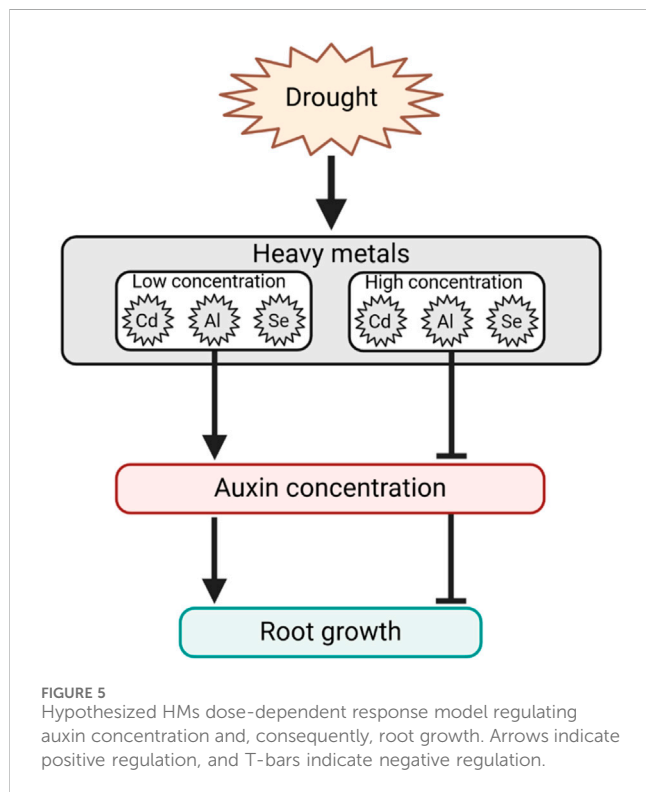 Drought
Heavy metals
Low concentration
Cd Al Se
High concentration
Cd Al Se
Auxin concentration
Root growth
FIGURE 5
Hypothesized HMs dose-dependent response model regulating
auxin concentration and, consequently, root growth. Arrows indicate
positive regulation, and T-bars indicate negative regulation.